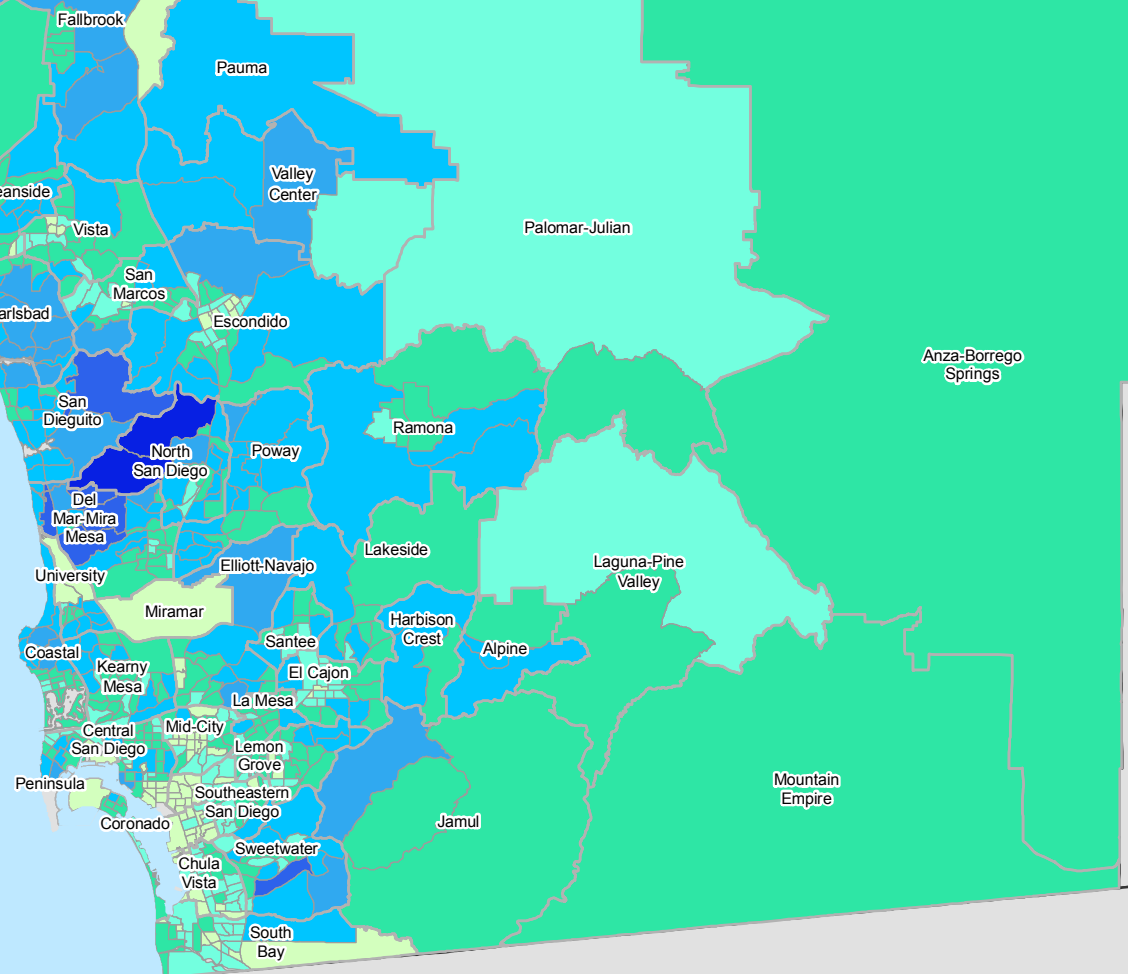 Fallbrook
Pauma
Valley
Center
eanside
Vista
Palomar-Julian
San
Marcos
arlsbad
Escondido
Anza-Borrego
Springs
San
Dieguito
Ramona
North
San Diego
Poway
Del
Mar-Mira
Mesa
Lakeside
University
Elliott-Navajo
Laguna-Pine
Valley
Miramar
Harbison
Crest
Coastal
Santee
Alpine
Kearny
Mesa
El Cajon
La Mesa
Central
San Diego
Mid-City
Lemon
Grove
Peninsula
Southeastern
San Diego
Mountain
Empire
Coronado
Jamul
Sweetwater
Chula
Vista
South
Bay